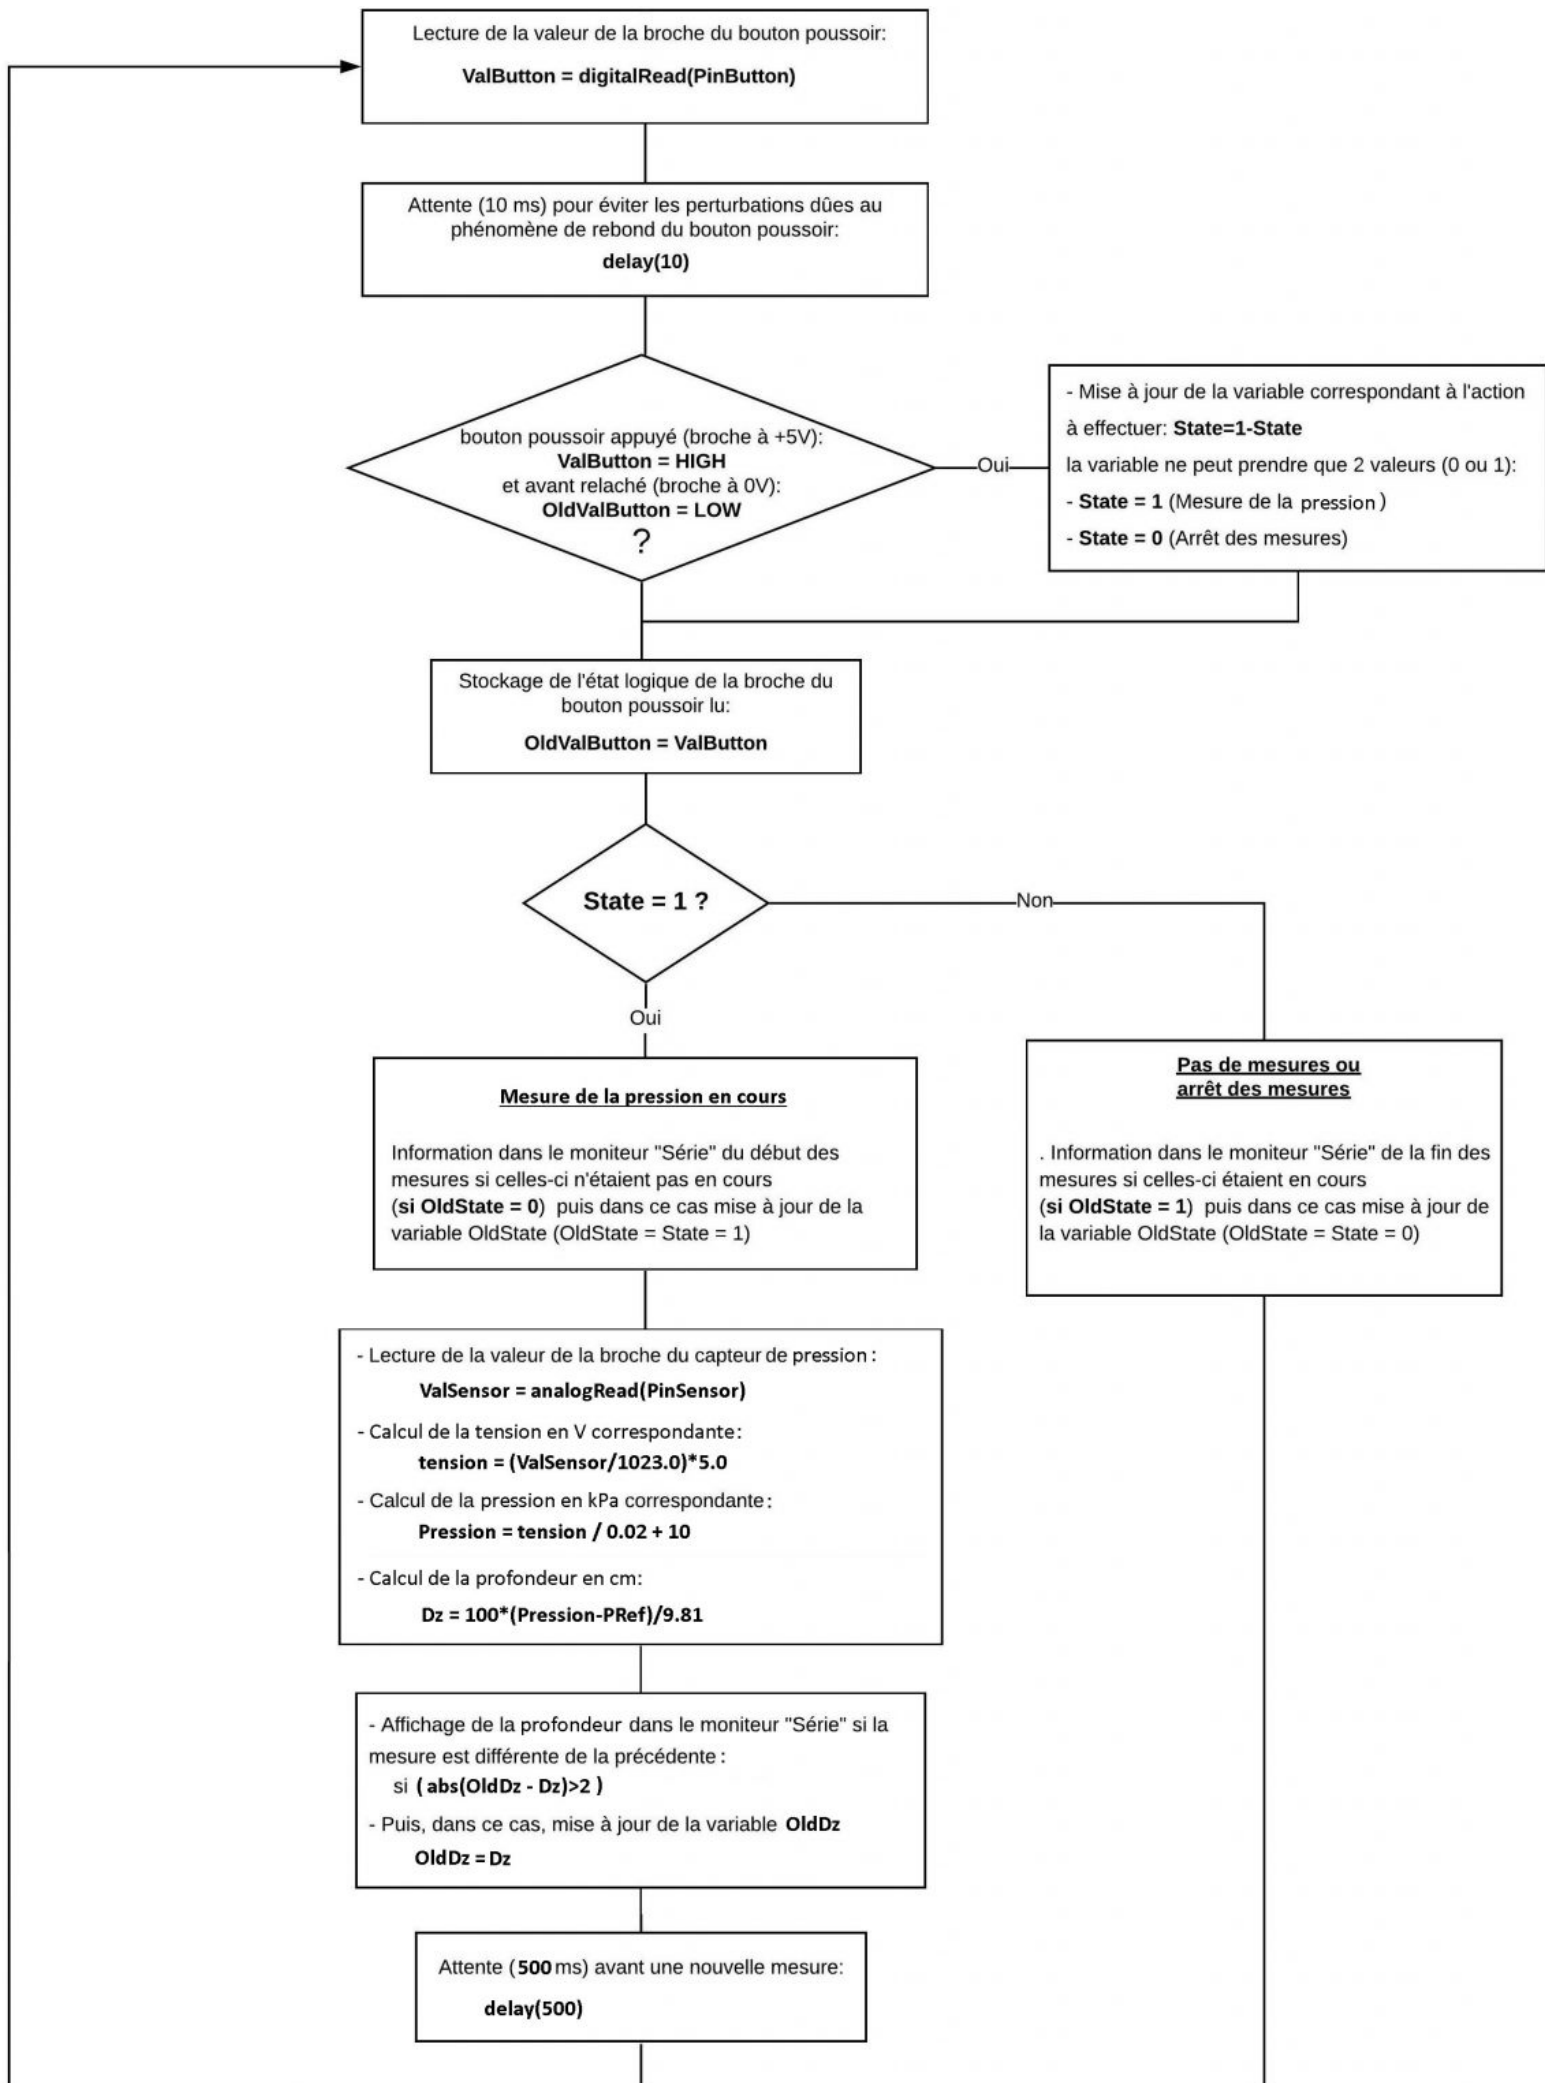 Lecture de la valeur de la broche du bouton poussoir:
ValButton = digitalRead(PinButton)
Attente (10 ms) pour éviter les perturbations dûes au
phénomène de rebond du bouton poussoir:
delay(10)
bouton poussoir appuyé (broche à +5V):
ValButton = HIGH
et avant relaché (broche à 0V):
OldValButton = LOW
?
Oui
- Mise à jour de la variable correspondant à l'action
à effectuer: State=1-State
la variable ne peut prendre que 2 valeurs (0 ou 1):
- State = 1 (Mesure de la pression )
- State = 0 (Arrêt des mesures)
Stockage de l'état logique de la broche du
bouton poussoir lu:
OldValButton = ValButton
State = 1 ?
Non
Oui
Mesure de la pression en cours
Information dans le moniteur "Série" du début des
mesures si celles-ci n'étaient pas en cours
(si OldState = 0) puis dans ce cas mise à jour de la
variable OldState (OldState = State = 1)
Pas de mesures ou
arrêt des mesures
. Information dans le moniteur "Série" de la fin des
mesures si celles-ci étaient en cours
(si OldState = 1) puis dans ce cas mise à jour de
la variable OldState (OldState = State = 0)
- Lecture de la valeur de la broche du capteur de pression :
ValSensor = analogRead(PinSensor)
- Calcul de la tension en V correspondante:
tension = (ValSensor/1023.0)*5.0
- Calcul de la pression en kPa correspondante:
Pression = tension / 0.02 + 10
- Calcul de la profondeur en cm:
Dz = 100*(Pression-PRef)/9.81
- Affichage de la profondeur dans le moniteur "Série" si la
mesure est différente de la précédente :
si ( abs(OldDz - Dz)>2 )
- Puis, dans ce cas, mise à jour de la variable OldDz
OldDz = Dz
Attente (500 ms) avant une nouvelle mesure:
delay(500)